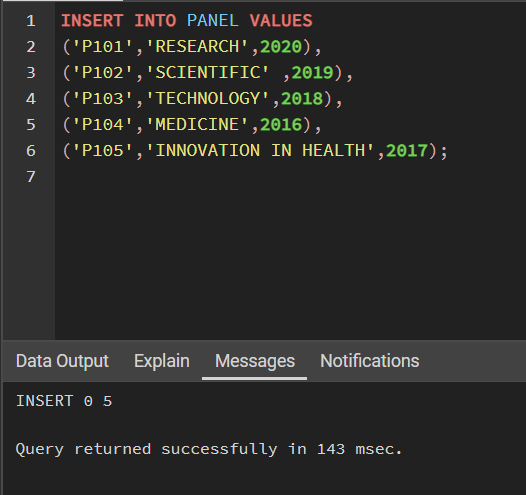 1 INSERT INTO PANEL VALUES
2 ('P101','RESEARCH',2020),
3 ('P102','SCIENTIFIC' ,2019),
4 ('P103','TECHNOLOGY',2018),
5 ('P104','MEDICINE',2016),
6 ('P105','INNOVATION IN HEALTH',2017);
7
Data Output Explain Messages Notifications
INSERT 0 5
Query returned successfully in 143 msec.